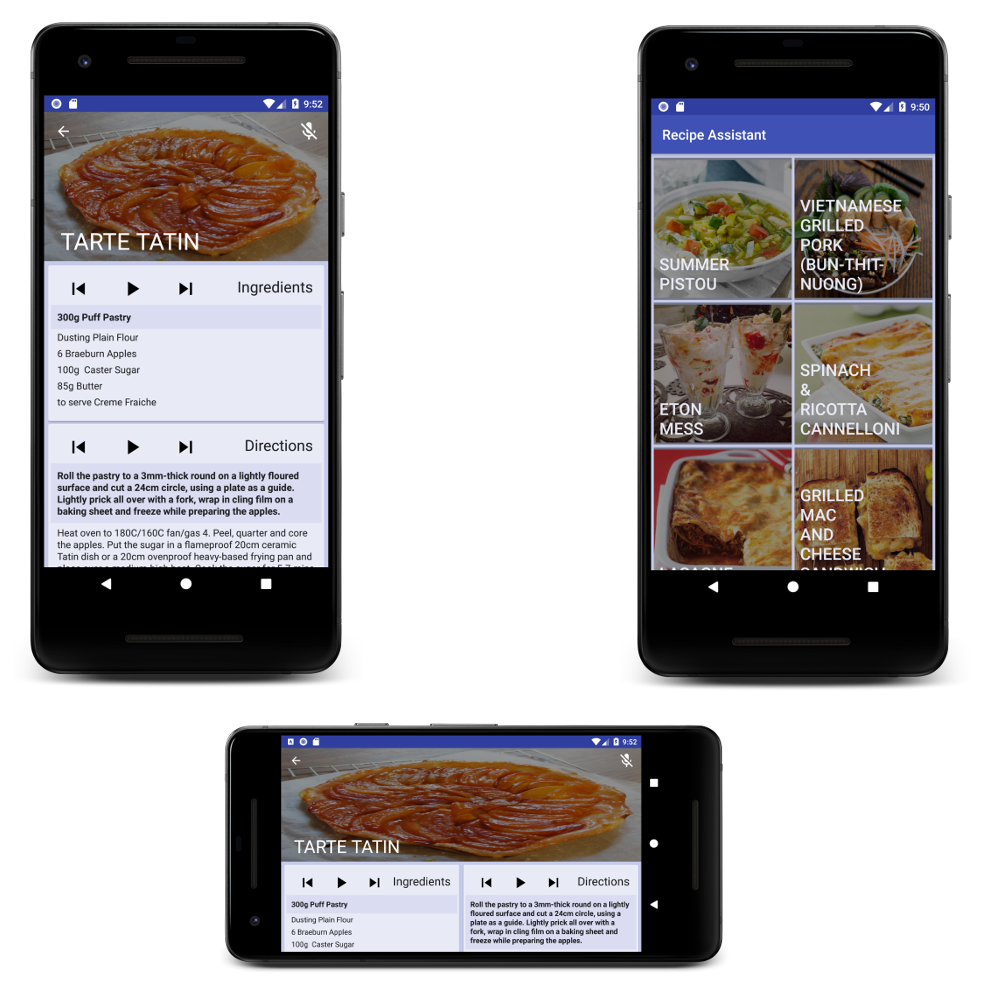 9:52
TARTE TATIN
Ingredients
300g Puff Pastry
Dusting Plain Flour
6 Braeburn Apples
100g  Caster Sugar
85g Butter
to serve Creme Fraiche
Directions
Roll the pastry to a 3mm-thick round on a lightly floured
surface and cut a 24cm circle, using a plate as a guide.
Lightly prick all over with a fork, wrap in cling film on a
baking sheet and freeze while preparing the apples.
Heat oven to 180C/160C fan/gas 4. Peel, quarter and core
the apples. Put the sugar in a flameproof 20cm ceramic
Tatin dish or a 20cm ovenproof heavy-based frying pan and
9:50
Recipe Assistant
SUMMER
PISTOU
VIETNAMESE
GRILLED
PORK
(BUN-THIT-
NUONG)
ETON
MESS
SPINACH
&
RICOTTA
CANNELLONI
LASAGNE
GRILLED
MAC
AND
CHEESE
SANDWICH
9:52
TARTE TATIN
Ingredients
300g Puff Pastry
Dusting Plain Flour
6 Braeburn Apples
100g  Caster Sugar
Directions
Roll the pastry to a 3mm-thick round on a lightly
floured surface and cut a 24cm circle, using a
plate as a guide. Lightly prick all over with a
fork, wrap in cling film on a baking sheet and
freeze while preparing the apples.